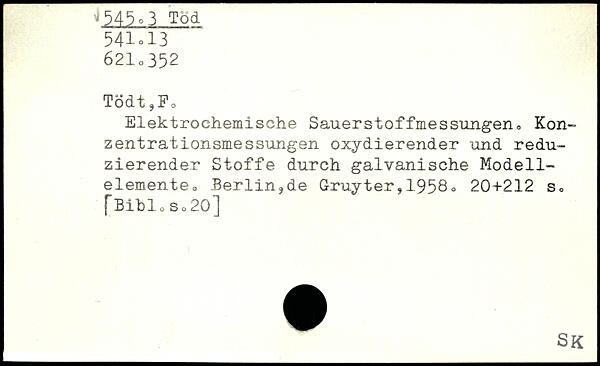 √545.3 Töd
541.13
621.352
Tödt,F.
Elektrochemische Sauerstoffmessungen. Kon-
zentrationsmessungen oxydierender und redu-
zierender Stoffe durch galvanische Modell-
elemente. Berlin,de Gruyter,1958. 20+212 s.
[Bibl.s.20]
SK